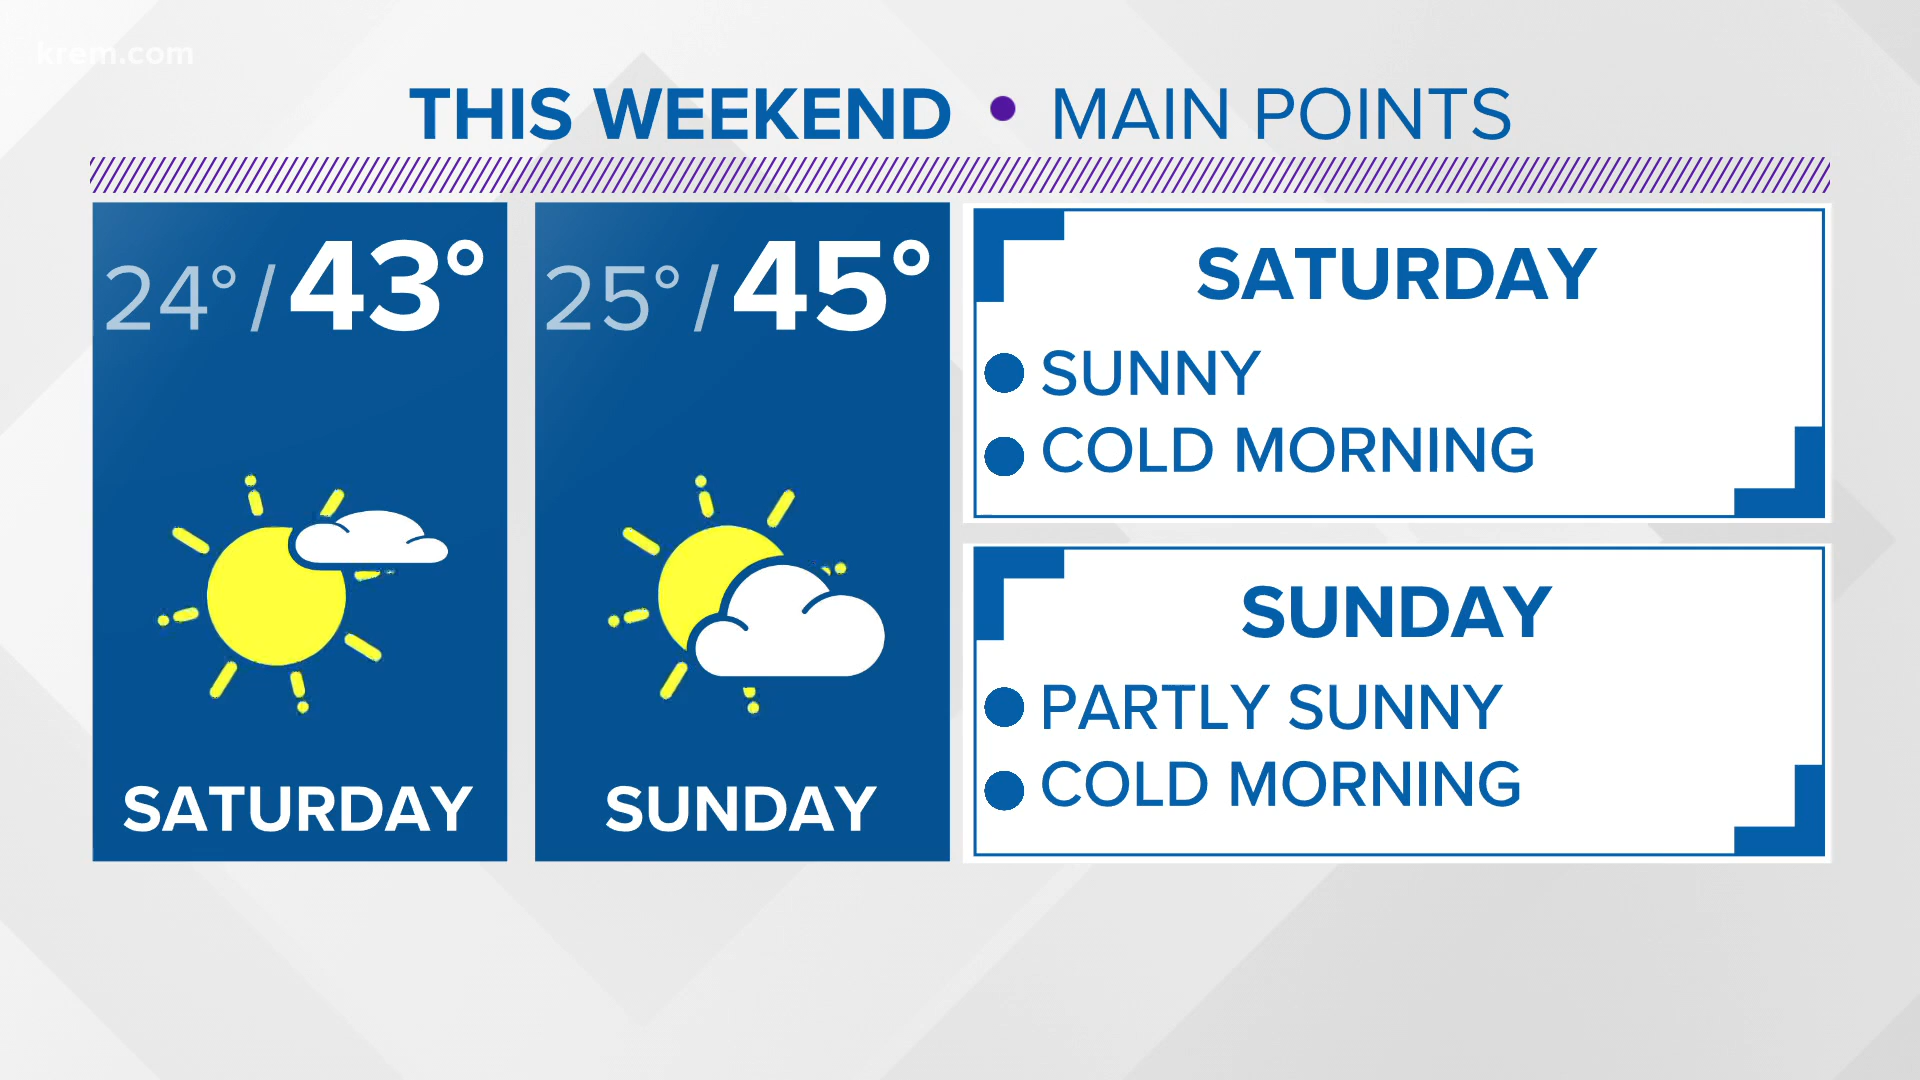 krem.com
THIS WEEKEND • MAIN POINTS
24°/43°
SATURDAY
25°/45°
SUNDAY
SATURDAY
● SUNNY
● COLD MORNING
SUNDAY
● PARTLY SUNNY
● COLD MORNING